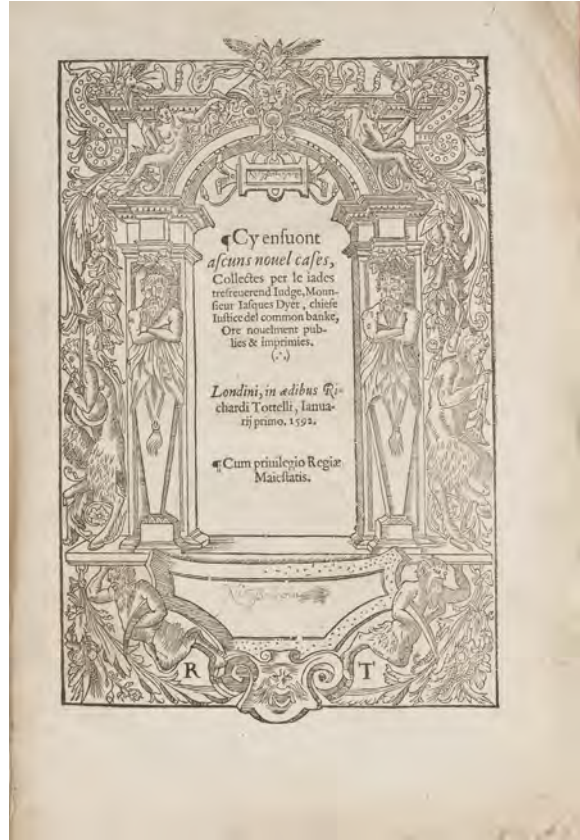 ¶Cy enſuont
aſcuns nouel caſes,
Collectes per le iades
treſreuerend Iudge, Moun-
ſieur Iaſques Dyer, chiefe
Iuſtice del common banke,
Ore nouelment pub-
lies & imprimies.
(∴)
Londini, in ædibus Ri-
chardi Tottelli, Ianua-
rij primo. 1592.
¶Cum priuilegio Regiæ
Maieſtatis.
R T